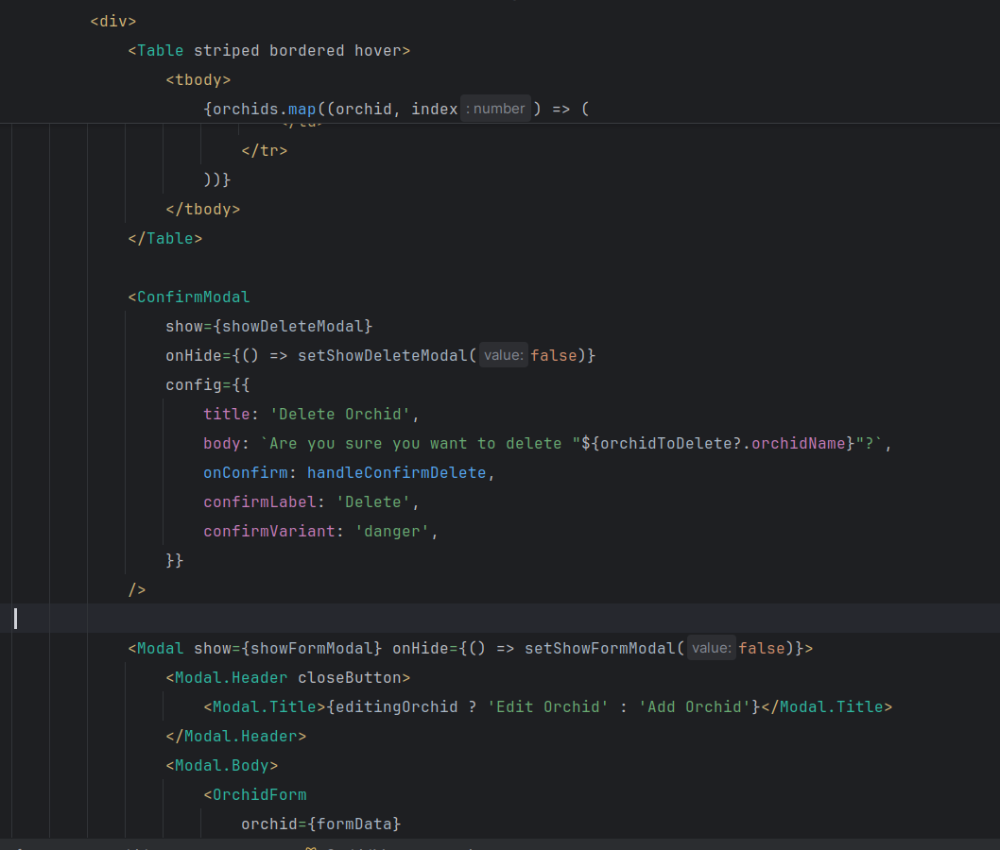 <div>
<Table striped bordered hover>
<tbody>
{orchids.map((orchid, index : number ) => (
</tr>
))}
</tbody>
</Table>
<ConfirmModal
show={showDeleteModal}
onHide={() => setShowDeleteModal( value: false)}
config={{
title: 'Delete Orchid',
body: `Are you sure you want to delete "${orchidToDelete?.orchidName}"?`,
onConfirm: handleConfirmDelete,
confirmLabel: 'Delete',
confirmVariant: 'danger',
}}
/>
<Modal show={showFormModal} onHide={() => setShowFormModal( value: false)}>
<Modal.Header closeButton>
<Modal.Title>{editingOrchid ? 'Edit Orchid' : 'Add Orchid'}</Modal.Title>
</Modal.Header>
<Modal.Body>
<OrchidForm
orchid={formData}